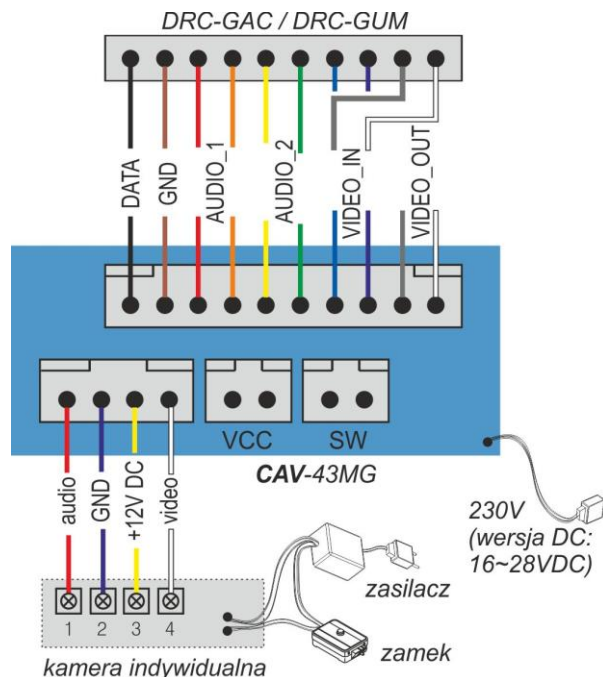 DRC-GAC / DRC-GUM
DATA
GND
AUDIO_1
AUDIO_2
VIDEO_IN
VIDEO_OUT
VCC
SW
CAV-43MG
audio
GND
+12V DC
video
230V
(wersja DC:
16~28VDC)
1 2 3 4
zasilacz
zamek
kamera indywidualna